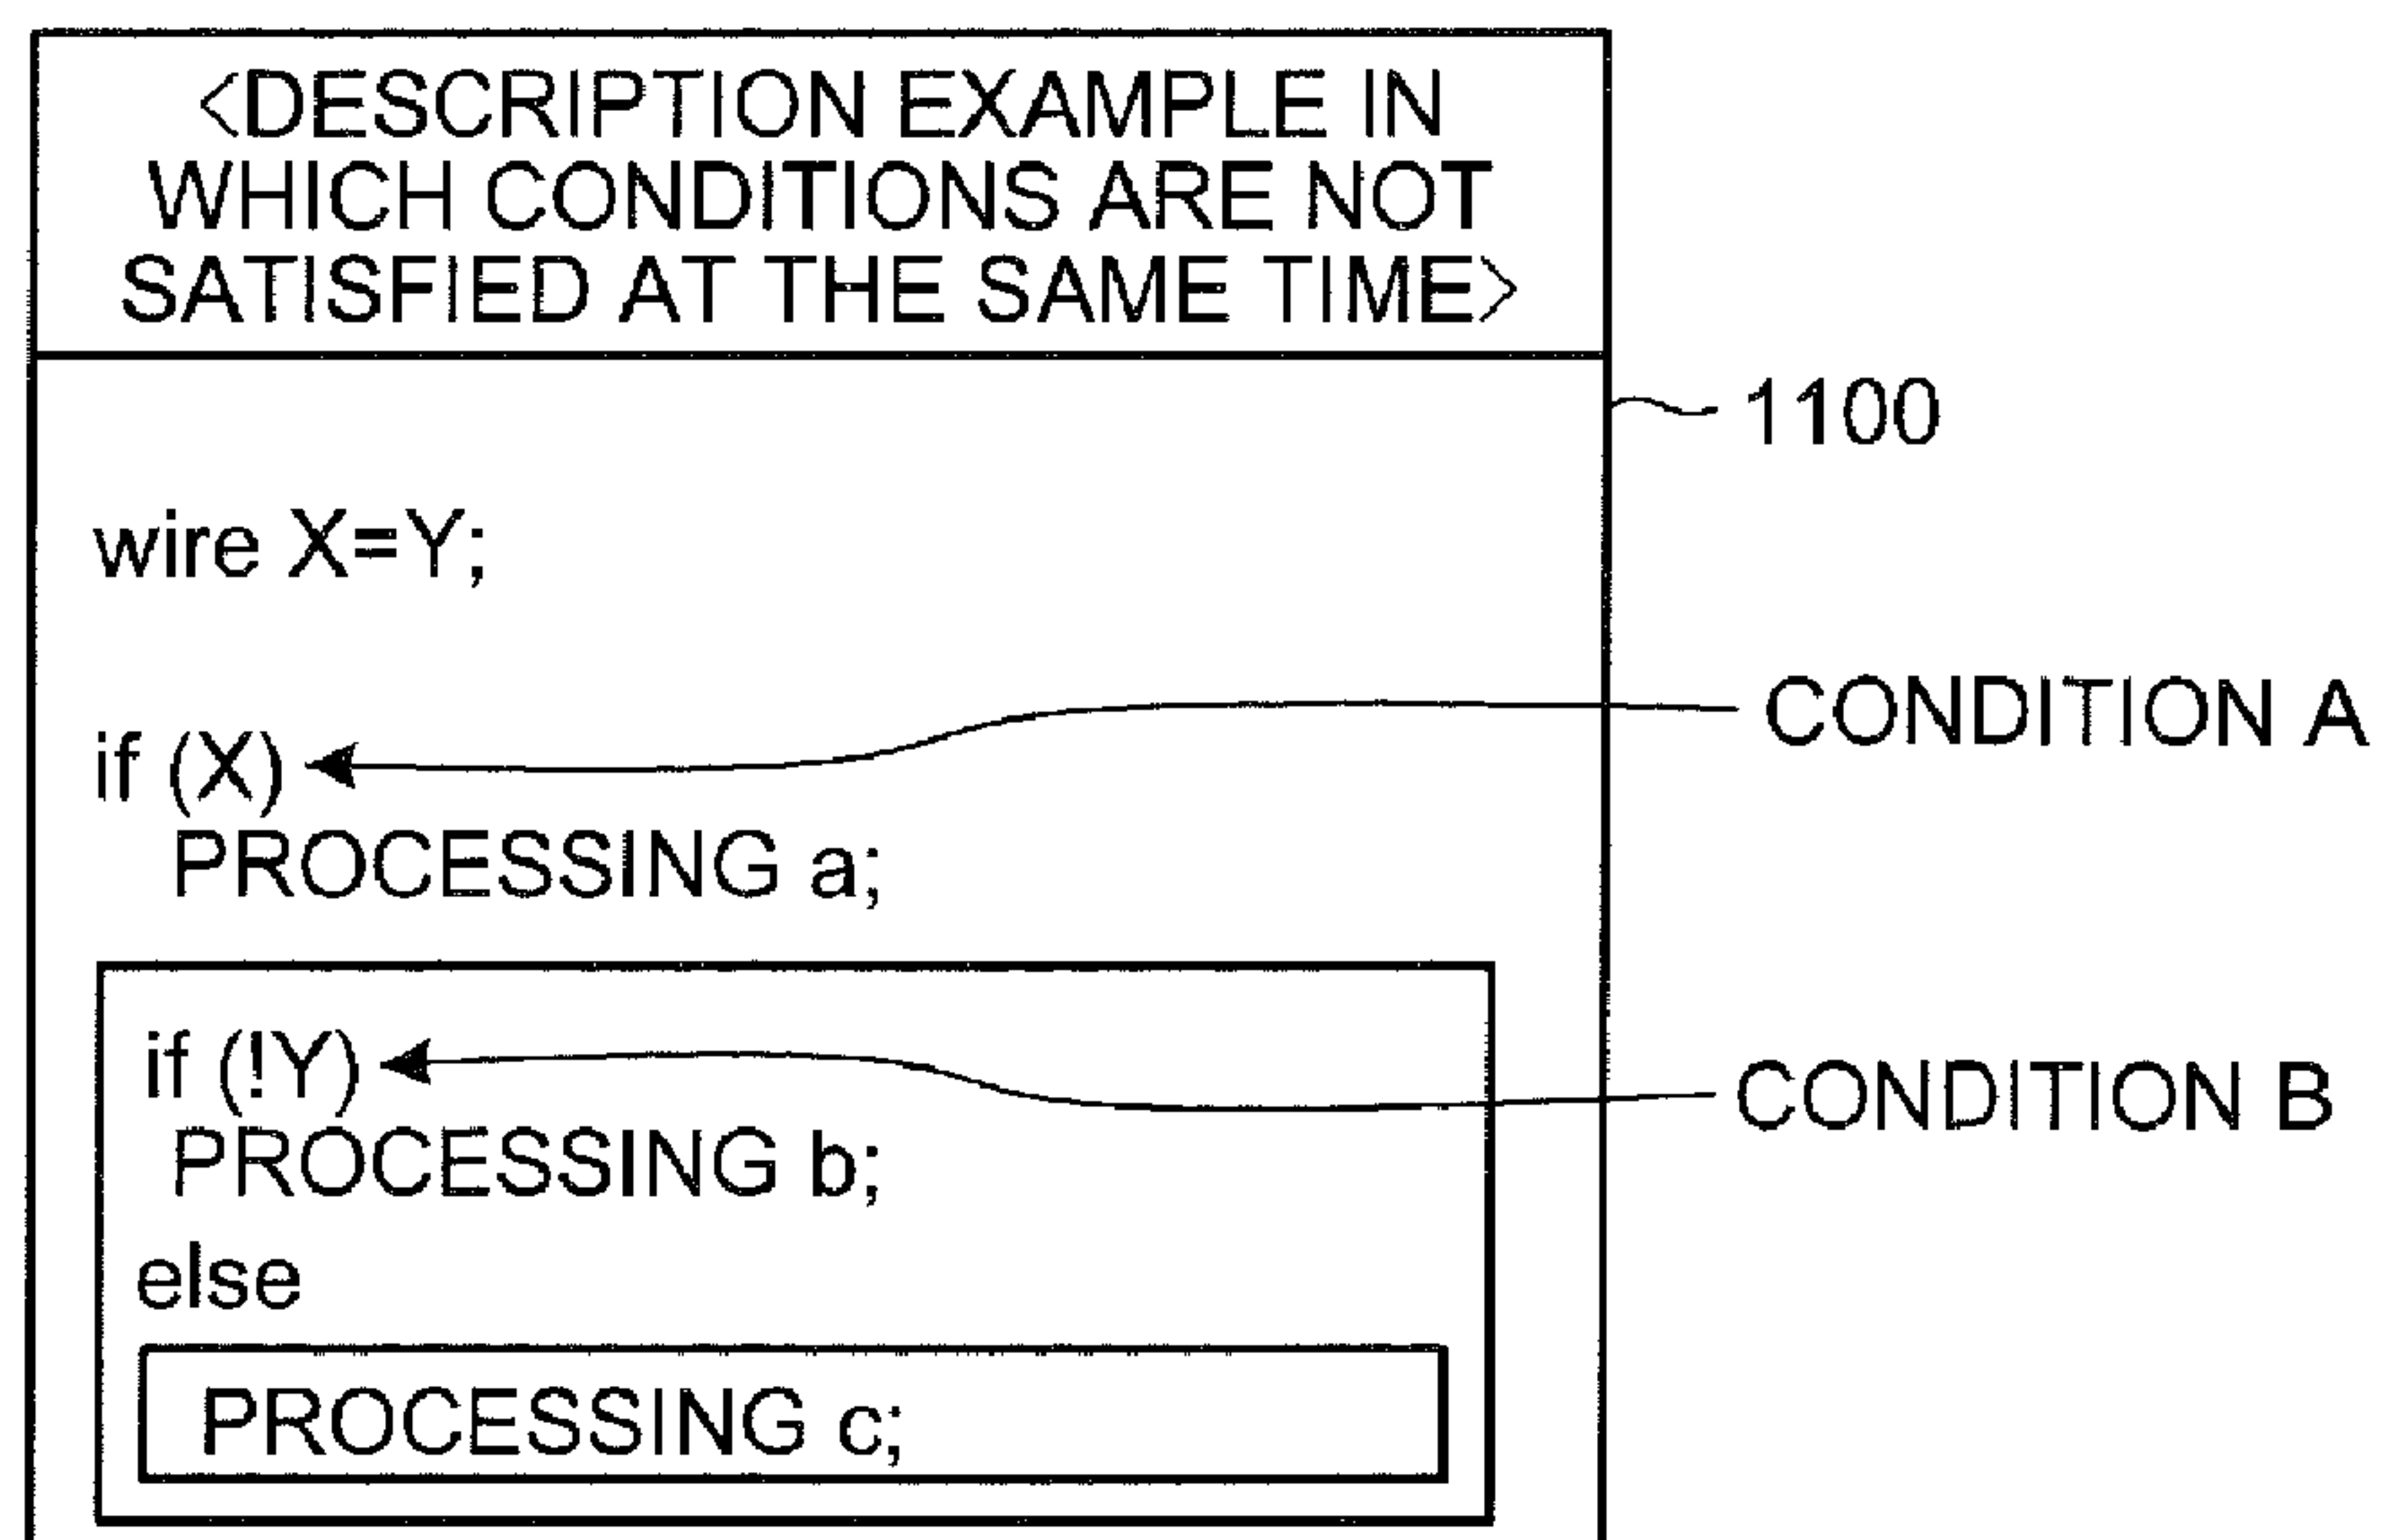 <DESCRIPTION EXAMPLE IN
WHICH CONDITIONS ARE NOT
SATISFIED AT THE SAME TIME>
1100
wire X=Y;
CONDITION A
if (X)
PROCESSING a;
if (!Y)
CONDITION B
PROCESSING b;
else
PROCESSING c;